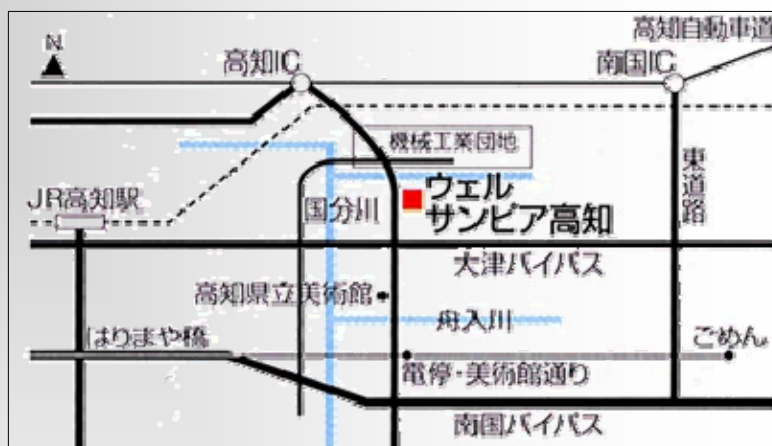 高知自動車道
N
高知IC
南国IC
機械工業団地
東道路
JR高知駅
国分川
ウェル
サンピア高知
大津バイパス
高知県立美術館
舟入川
はりまや橋
ごめん
電停・美術館通り
南国バイパス